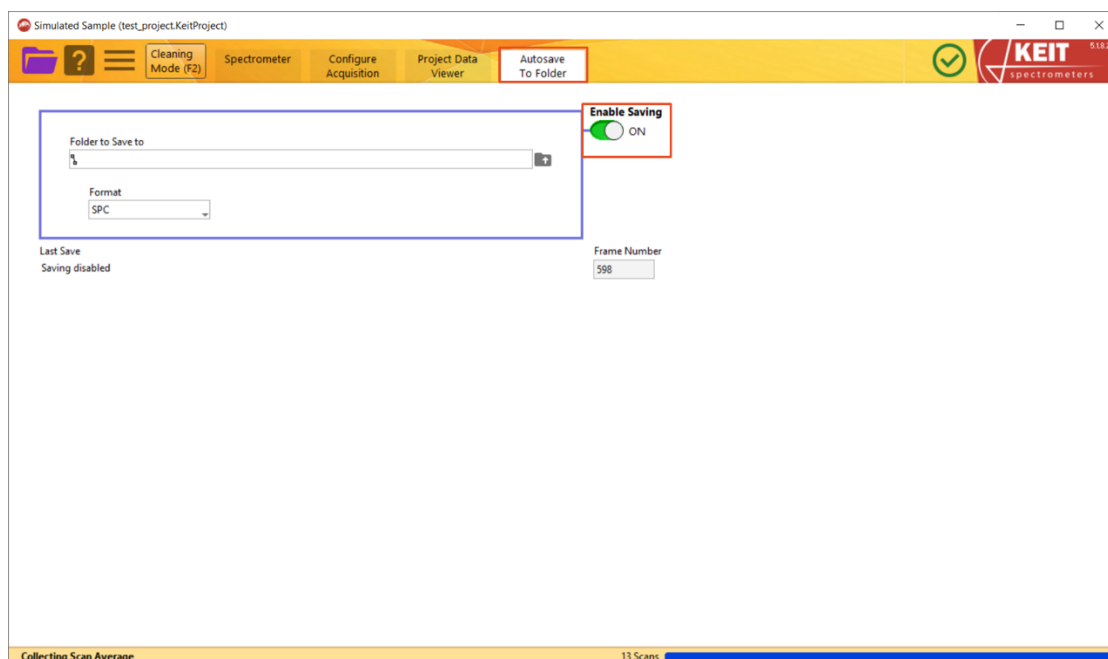 Simulated Sample (test_project.KeitProject)
Cleaning
Mode (F2)
Spectrometer
Configure
Acquisition
Project Data
Viewer
Autosave
To Folder
KEIT
spectrometers
Enable Saving
ON
Folder to Save to
Format
SPC
Last Save
Saving disabled
Frame Number
598
Collecting Scan Average
13 Scans